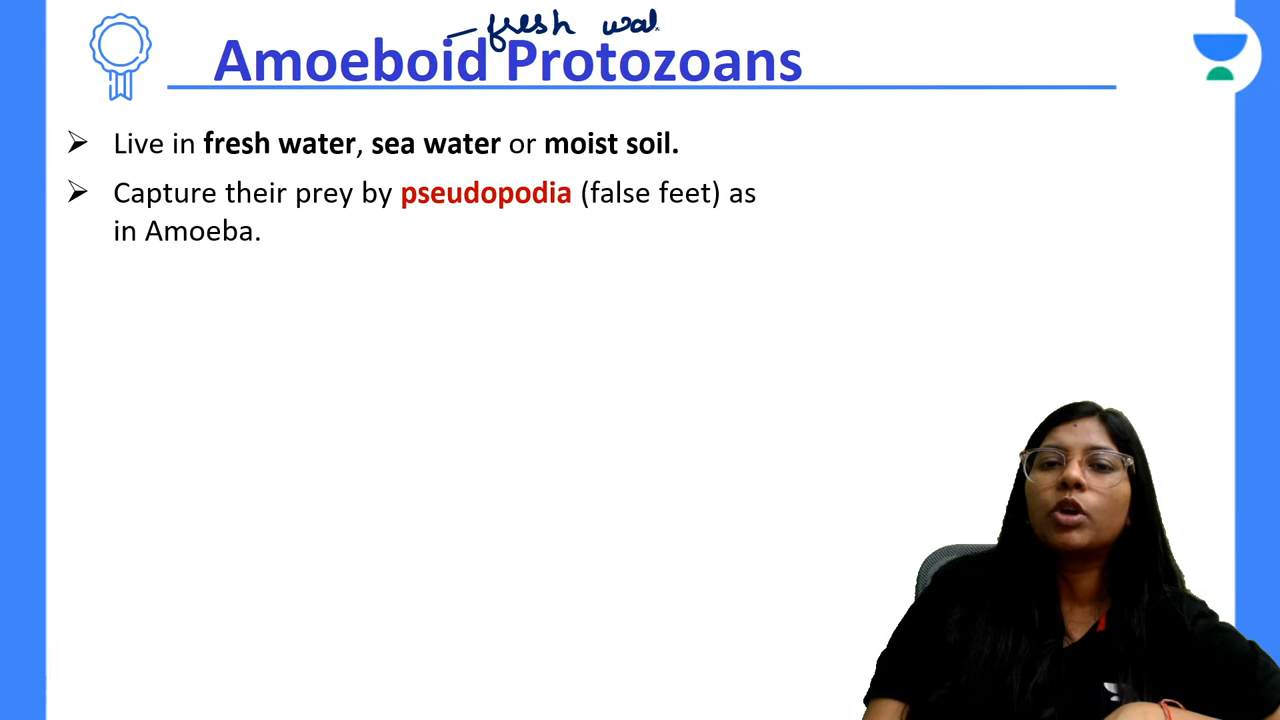 – fresh wat
Amoeboid Protozoans
Live in fresh water, sea water or moist soil.
Capture their prey by pseudopodia (false feet) as
in Amoeba.